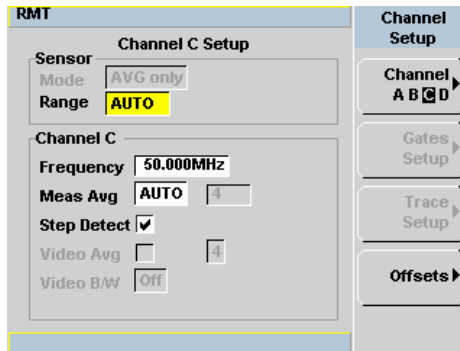 RMT
Channel C Setup
Sensor
Mode AVG only
Range AUTO
Channel C
Frequency 50.000MHz
Meas Avg AUTO 4
Step Detect
Video Avg 4
Video B/W Off
Channel
Setup
Channel
A B C D
Gates
Setup
Trace
Setup
Offsets